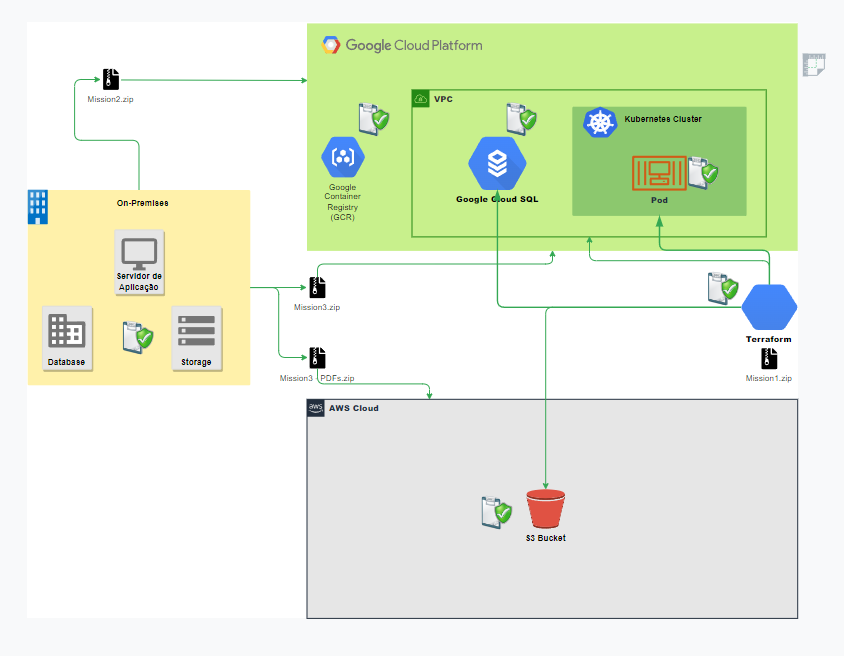 Google Cloud Platform
Mission2.zip
VPC
Kubernetes Cluster
Google
Container
Registry
(GCR)
Google Cloud SQL
Pod
On-Premises
Servidor de
Aplicação
Database
Storage
Mission3.zip
Mission3_PDFs.zip
Terraform
Mission1.zip
aws
AWS Cloud
S3 Bucket